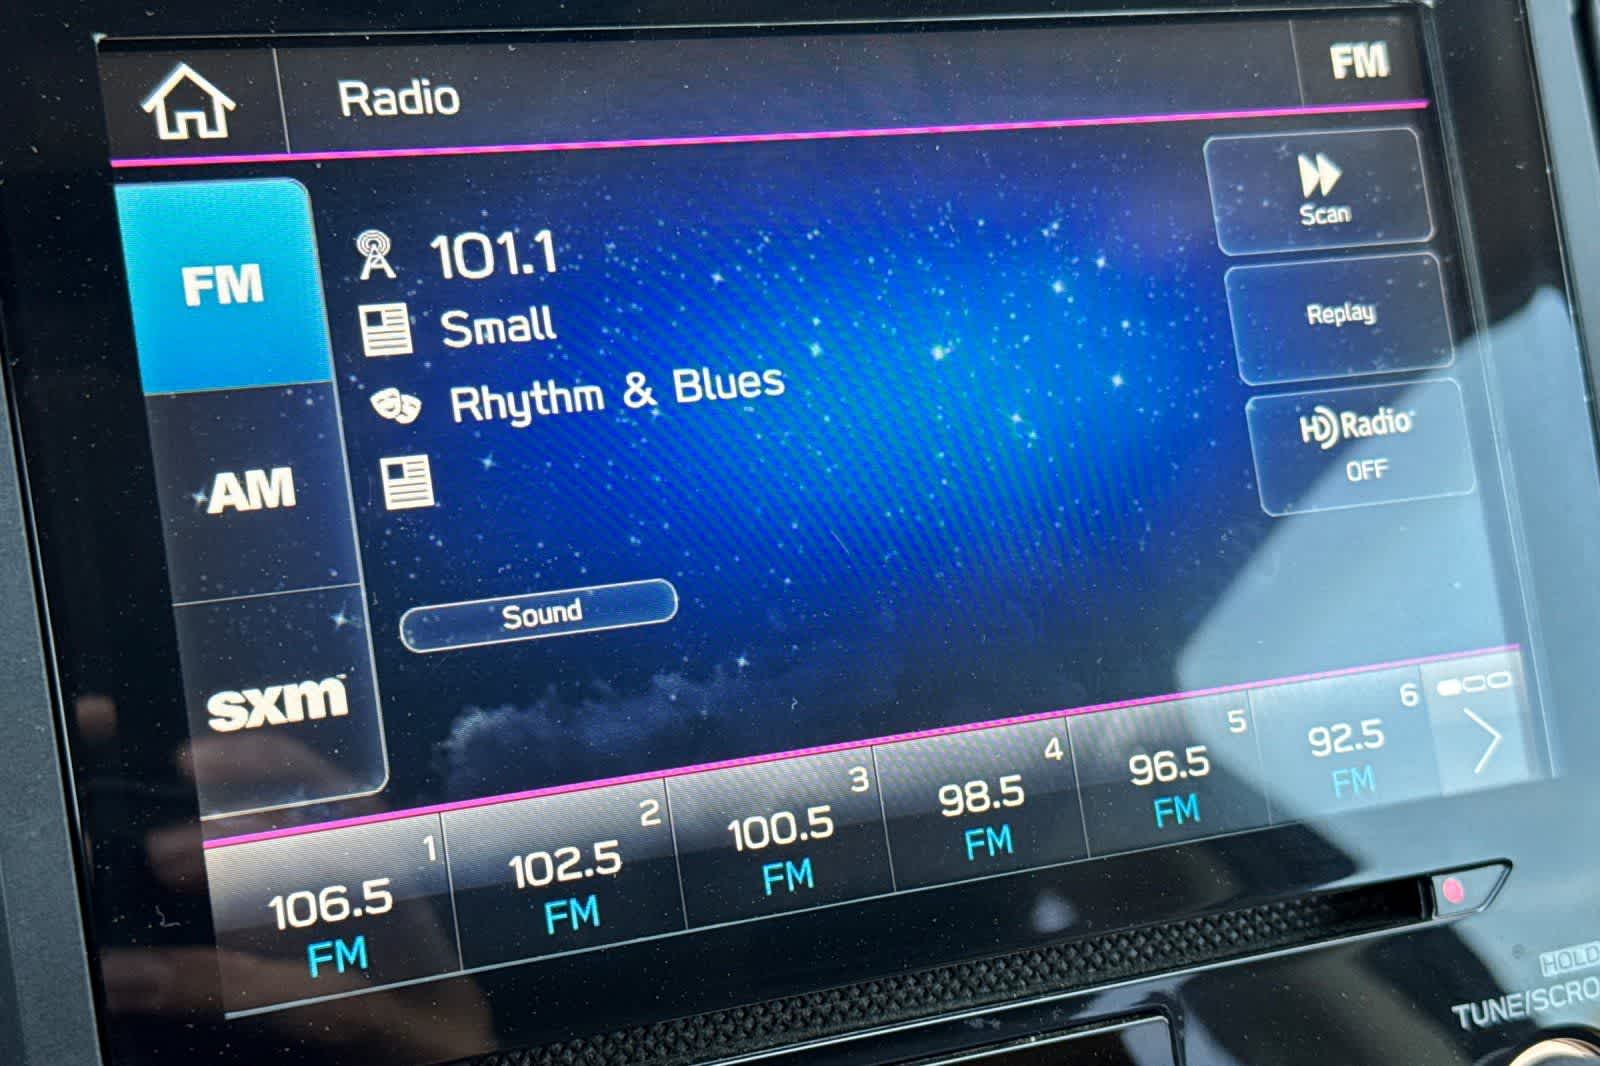 Radio
FM
FM
AM
sxm
101.1
Small
Rhythm & Blues
Sound
Scan
Replay
HD Radio
OFF
1
106.5
FM
2
102.5
FM
3
100.5
FM
4
98.5
FM
5
96.5
FM
6
92.5
FM
HOLD
TUNE/SCRO